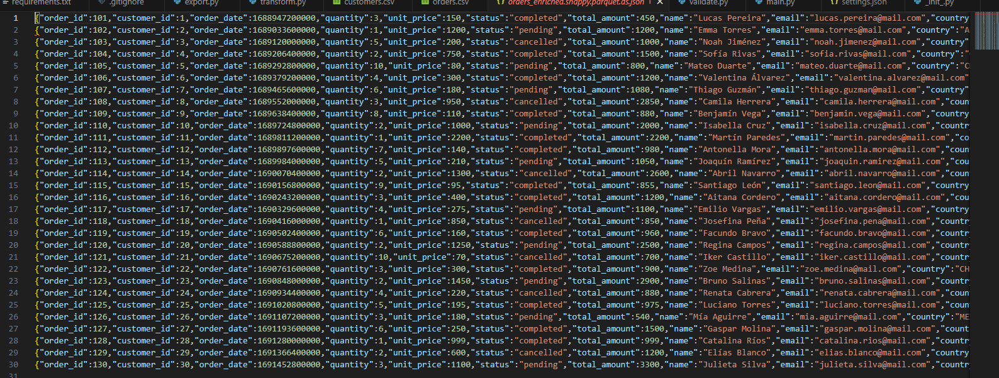 requirements.txt .gitignore export.py transform.py customers.csv orders.csv orders_enriched.snappy.parquet.as.json 1 validate.py main.py settings.json _init_.py
1 {"order_id":101,"customer_id":1,"order_date":1688947200000,"quantity":3,"unit_price":150,"status":"completed","total_amount":450,"name":"Lucas Pereira","email":"lucas.pereira@mail.com","country
2 {"order_id":102,"customer_id":2,"order_date":1689033600000,"quantity":1,"unit_price":1200,"status":"pending","total_amount":1200,"name":"Emma Torres","email":"emma.torres@mail.com","country":"A
3 {"order_id":103,"customer_id":3,"order_date":1689120000000,"quantity":5,"unit_price":200,"status":"cancelled","total_amount":1000,"name":"Noah Jiménez","email":"noah.jimenez@mail.com","country"
4 {"order_id":104,"customer_id":4,"order_date":1689206400000,"quantity":2,"unit_price":750,"status":"completed","total_amount":1500,"name":"Sofía Rivas","email":"sofia.rivas@mail.com","country":"
5 {"order_id":105,"customer_id":5,"order_date":1689292800000,"quantity":10,"unit_price":80,"status":"pending","total_amount":800,"name":"Mateo Duarte","email":"mateo.duarte@mail.com","country":"C
6 {"order_id":106,"customer_id":6,"order_date":1689379200000,"quantity":4,"unit_price":300,"status":"completed","total_amount":1200,"name":"Valentina Álvarez","email":"valentina.alvarez@mail.com"
7 {"order_id":107,"customer_id":7,"order_date":1689465600000,"quantity":6,"unit_price":180,"status":"pending","total_amount":1080,"name":"Thiago Guzmán","email":"thiago.guzman@mail.com","country"
8 {"order_id":108,"customer_id":8,"order_date":1689552000000,"quantity":3,"unit_price":950,"status":"cancelled","total_amount":2850,"name":"Camila Herrera","email":"camila.herrera@mail.com","coun
9 {"order_id":109,"customer_id":9,"order_date":1689638400000,"quantity":8,"unit_price":110,"status":"completed","total_amount":880,"name":"Benjamín Vega","email":"benjamin.vega@mail.com","country
10 {"order_id":110,"customer_id":10,"order_date":1689724800000,"quantity":2,"unit_price":1000,"status":"pending","total_amount":2000,"name":"Isabella Cruz","email":"isabella.cruz@mail.com","countr
11 {"order_id":111,"customer_id":11,"order_date":1689811200000,"quantity":1,"unit_price":2200,"status":"completed","total_amount":2200,"name":"Martín Paredes","email":"martin.paredes@mail.com","co
12 {"order_id":112,"customer_id":12,"order_date":1689897600000,"quantity":7,"unit_price":140,"status":"completed","total_amount":980,"name":"Antonella Mora","email":"antonella.mora@mail.com","coun
13 {"order_id":113,"customer_id":13,"order_date":1689984000000,"quantity":5,"unit_price":210,"status":"pending","total_amount":1050,"name":"Joaquín Ramírez","email":"joaquin.ramirez@mail.com","cou
14 {"order_id":114,"customer_id":14,"order_date":1690070400000,"quantity":2,"unit_price":1300,"status":"cancelled","total_amount":2600,"name":"Abril Navarro","email":"abril.navarro@mail.com","coun
15 {"order_id":115,"customer_id":15,"order_date":1690156800000,"quantity":9,"unit_price":95,"status":"completed","total_amount":855,"name":"Santiago León","email":"santiago.leon@mail.com","country
16 {"order_id":116,"customer_id":16,"order_date":1690243200000,"quantity":3,"unit_price":400,"status":"completed","total_amount":1200,"name":"Aitana Cordero","email":"aitana.cordero@mail.com","cou
17 {"order_id":117,"customer_id":17,"order_date":1690329600000,"quantity":4,"unit_price":275,"status":"pending","total_amount":1100,"name":"Emilio Vargas","email":"emilio.vargas@mail.com","country
18 {"order_id":118,"customer_id":18,"order_date":1690416000000,"quantity":1,"unit_price":850,"status":"cancelled","total_amount":850,"name":"Josefina Peña","email":"josefina.pena@mail.com","countr
19 {"order_id":119,"customer_id":19,"order_date":1690502400000,"quantity":6,"unit_price":160,"status":"completed","total_amount":960,"name":"Facundo Bravo","email":"facundo.bravo@mail.com","countr
20 {"order_id":120,"customer_id":20,"order_date":1690588800000,"quantity":2,"unit_price":1250,"status":"pending","total_amount":2500,"name":"Regina Campos","email":"regina.campos@mail.com","countr
21 {"order_id":121,"customer_id":21,"order_date":1690675200000,"quantity":10,"unit_price":70,"status":"cancelled","total_amount":700,"name":"Iker Castillo","email":"iker.castillo@mail.com","countr
22 {"order_id":122,"customer_id":22,"order_date":1690761600000,"quantity":3,"unit_price":300,"status":"completed","total_amount":900,"name":"Zoe Medina","email":"zoe.medina@mail.com","country":"CH
23 {"order_id":123,"customer_id":23,"order_date":1690848000000,"quantity":2,"unit_price":1450,"status":"pending","total_amount":2900,"name":"Bruno Salinas","email":"bruno.salinas@mail.com","countr
24 {"order_id":124,"customer_id":24,"order_date":1690934400000,"quantity":4,"unit_price":220,"status":"cancelled","total_amount":880,"name":"Renata Cabrera","email":"renata.cabrera@mail.com","coun
25 {"order_id":125,"customer_id":25,"order_date":1691020800000,"quantity":5,"unit_price":195,"status":"completed","total_amount":975,"name":"Luciano Torres","email":"luciano.torres@mail.com","coun
26 {"order_id":126,"customer_id":26,"order_date":1691107200000,"quantity":3,"unit_price":180,"status":"pending","total_amount":540,"name":"Mía Aguirre","email":"mia.aguirre@mail.com","country":"ME
27 {"order_id":127,"customer_id":27,"order_date":1691193600000,"quantity":6,"unit_price":250,"status":"completed","total_amount":1500,"name":"Gaspar Molina","email":"gaspar.molina@mail.com","count
28 {"order_id":128,"customer_id":28,"order_date":1691280000000,"quantity":1,"unit_price":999,"status":"completed","total_amount":999,"name":"Catalina Ríos","email":"catalina.rios@mail.com","countr
29 {"order_id":129,"customer_id":29,"order_date":1691366400000,"quantity":2,"unit_price":600,"status":"cancelled","total_amount":1200,"name":"Elías Blanco","email":"elias.blanco@mail.com","country
30 {"order_id":130,"customer_id":30,"order_date":1691452800000,"quantity":3,"unit_price":1100,"status":"pending","total_amount":3300,"name":"Julieta Silva","email":"julieta.silva@mail.com","countr
31